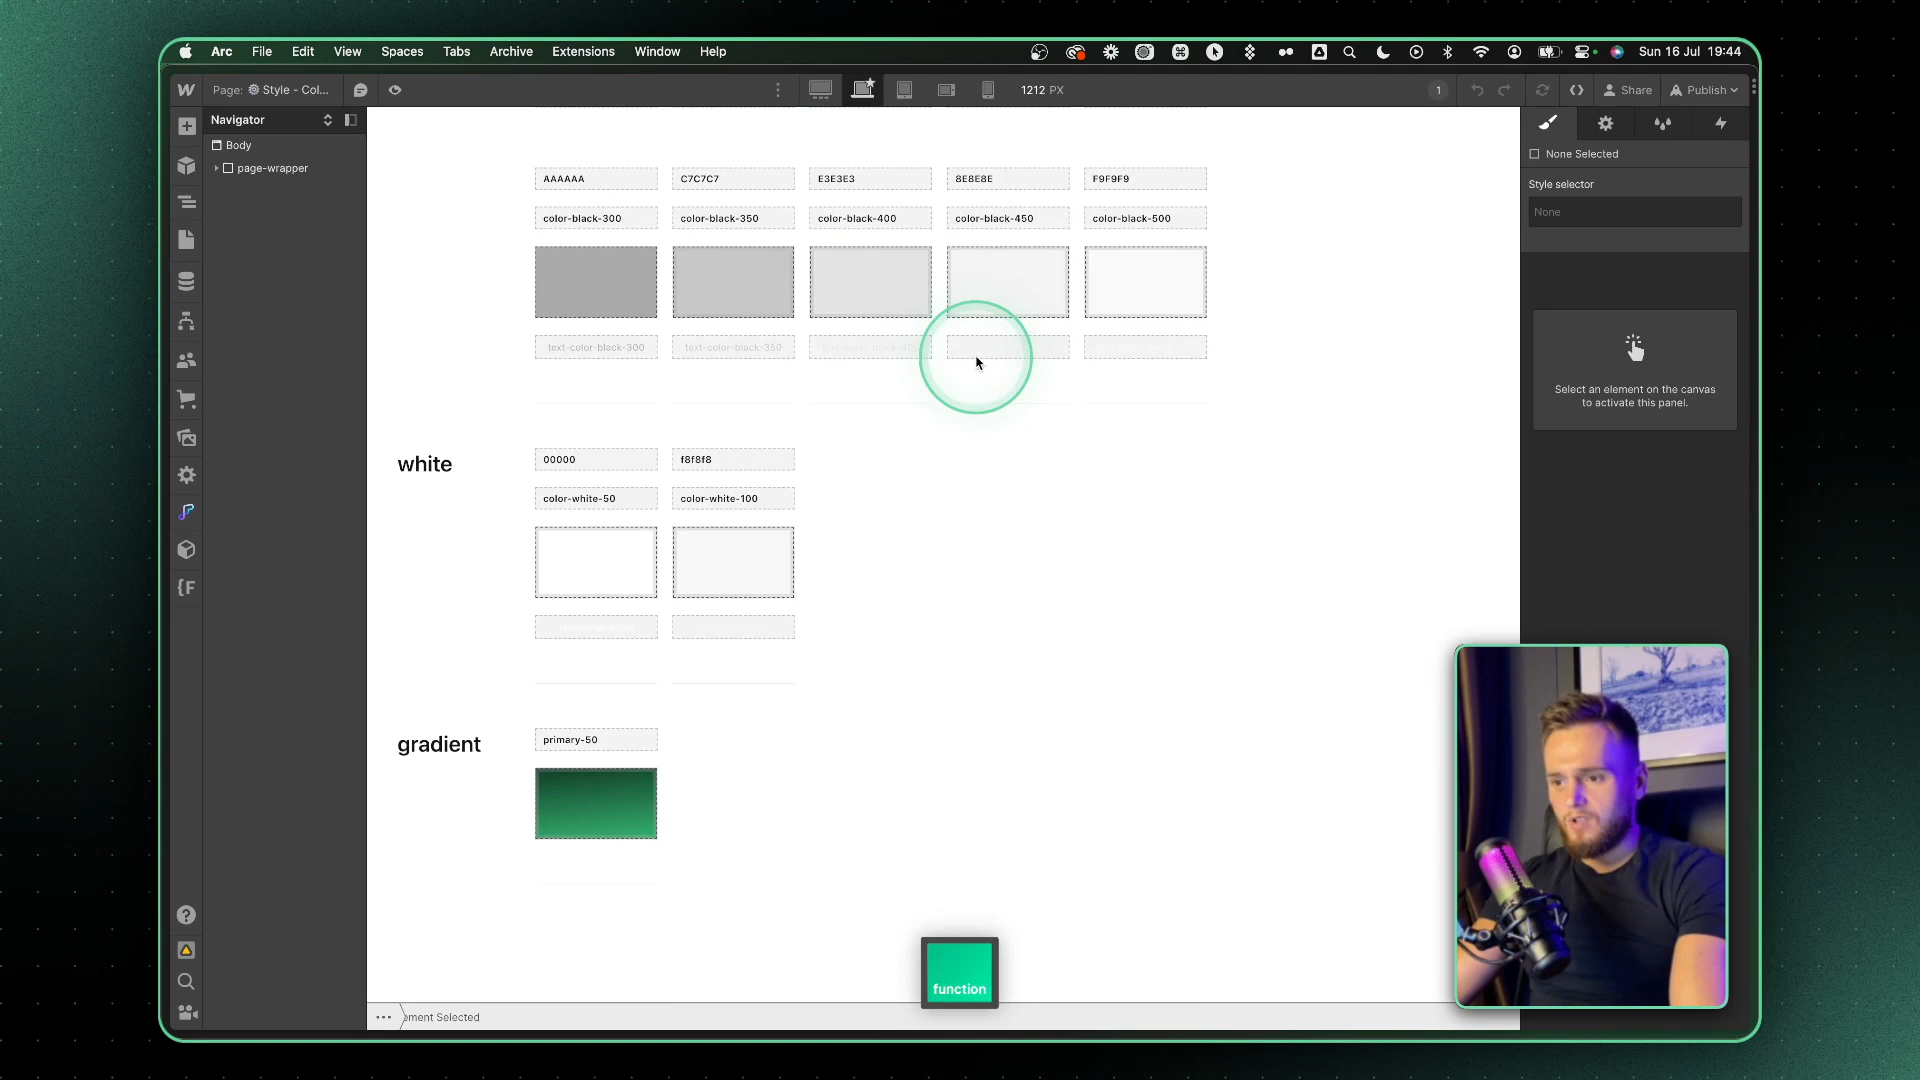 Arc File Edit View Spaces Tabs Archive Extensions Window Help
Sun 16 Jul 19:44
Page: Style - Col...
1212 PX
1
Share
Publish
Navigator
Body
page-wrapper
None Selected
Style selector
None
Select an element on the canvas
to activate this panel.
AAAAAA C7C7C7 E3E3E3 8E8E8E F9F9F9
color-black-300 color-black-350 color-black-400 color-black-450 color-black-500
text-color-black-300 text-color-black-350
white
00000 f8f8f8
color-white-50 color-white-100
gradient
primary-50
function
ement Selected